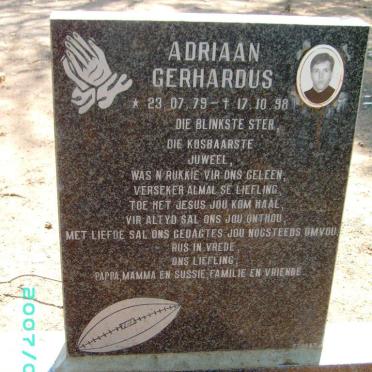 ADRIAAN
GERHARDUS
* 23.07.79 - † 17.10.98
DIE BLINKSTE STER,
DIE KOSBAARSTE
JUWEEL,
WAS N RUKKIE VIR ONS GELEEN,
VERSEKER ALMAL SE LIEFLING.
TOE HET JESUS JOU KOM HAAL,
VIR ALTYD SAL ONS JOU ONTHOU,
MET LIEFDE SAL ONS GEDAGTES JOU NOGSTEEDS OMVOU.
RUS IN VREDE
ONS LIEFLING,
PAPPA, MAMMA EN SUSSIE, FAMILIE EN VRIENDE
2007/0